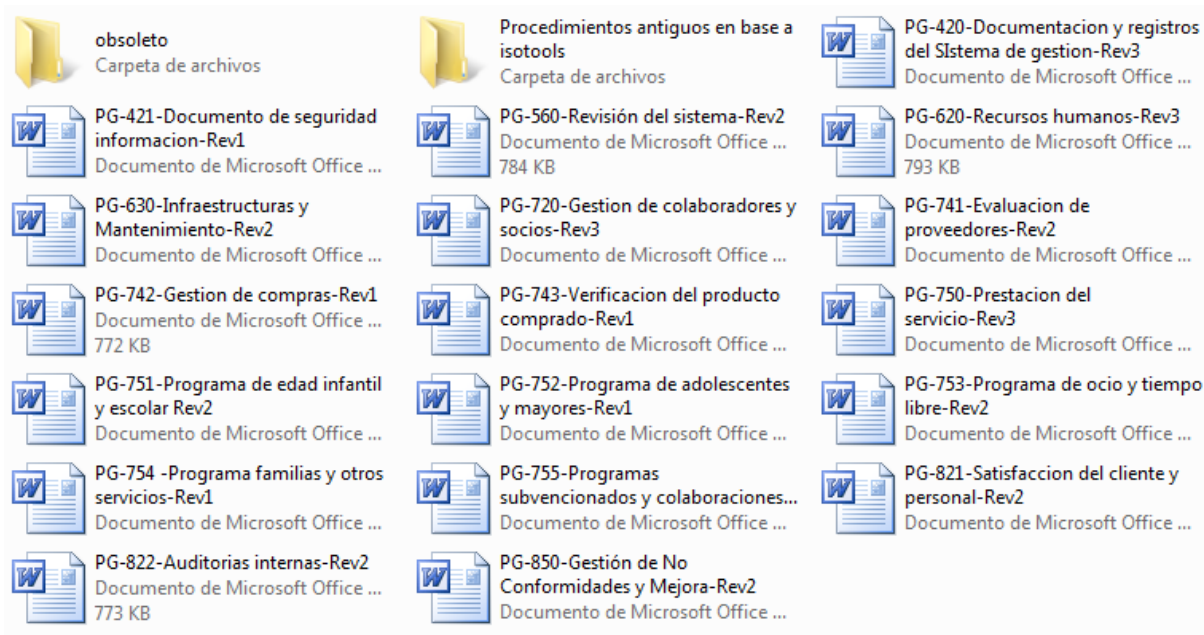 obsoleto
Carpeta de archivos
Procedimientos antiguos en base a
isotools
Carpeta de archivos
PG-420-Documentacion y registros
del SIstema de gestion-Rev3
Documento de Microsoft Office ...
PG-421-Documento de seguridad
informacion-Rev1
Documento de Microsoft Office ...
PG-560-Revisión del sistema-Rev2
Documento de Microsoft Office ...
784 KB
PG-620-Recursos humanos-Rev3
Documento de Microsoft Office ...
793 KB
PG-630-Infraestructuras y
Mantenimiento-Rev2
Documento de Microsoft Office ...
PG-720-Gestion de colaboradores y
socios-Rev3
Documento de Microsoft Office ...
PG-741-Evaluacion de
proveedores-Rev2
Documento de Microsoft Office ...
PG-742-Gestion de compras-Rev1
Documento de Microsoft Office ...
772 KB
PG-743-Verificacion del producto
comprado-Rev1
Documento de Microsoft Office ...
PG-750-Prestacion del
servicio-Rev3
Documento de Microsoft Office ...
PG-751-Programa de edad infantil
y escolar Rev2
Documento de Microsoft Office ...
PG-752-Programa de adolescentes
y mayores-Rev1
Documento de Microsoft Office ...
PG-753-Programa de ocio y tiempo
libre-Rev2
Documento de Microsoft Office ...
PG-754 -Programa familias y otros
servicios-Rev1
Documento de Microsoft Office ...
PG-755-Programas
subvencionados y colaboraciones...
Documento de Microsoft Office ...
PG-821-Satisfaccion del cliente y
personal-Rev2
Documento de Microsoft Office ...
PG-822-Auditorias internas-Rev2
Documento de Microsoft Office ...
773 KB
PG-850-Gestión de No
Conformidades y Mejora-Rev2
Documento de Microsoft Office ...